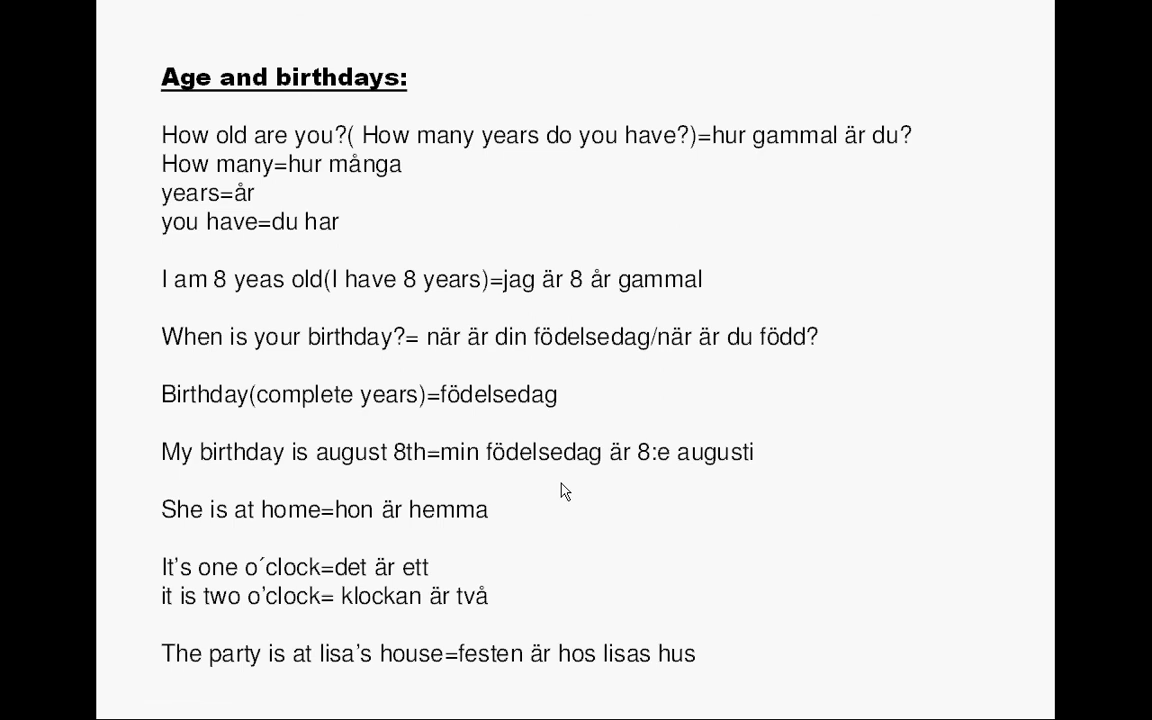 Age and birthdays:
How old are you?( How many years do you have?)=hur gammal är du?
How many=hur många
years=år
you have=du har
I am 8 yeas old(I have 8 years)=jag är 8 år gammal
When is your birthday?= när är din födelsedag/när är du född?
Birthday(complete years)=födelsedag
My birthday is august 8th=min födelsedag är 8:e augusti
She is at home=hon är hemma
It’s one o´clock=det är ett
it is two o’clock= klockan är två
The party is at lisa’s house=festen är hos lisas hus